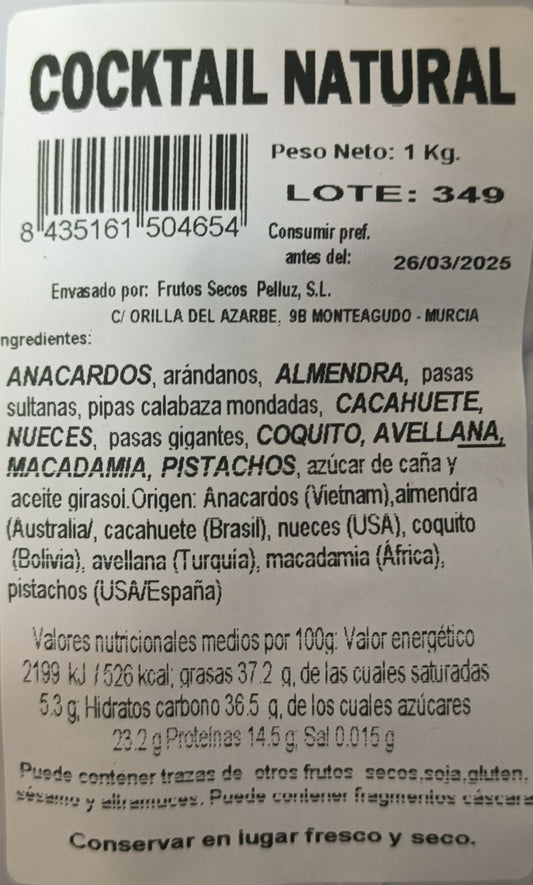 COCKTAIL NATURAL
Peso Neto: 1 Kg.
LOTE: 349
8 435161 504654
Consumir pref.
antes del: 26/03/2025
Envasado por: Frutos Secos Pelluz, S.L.
C/ ORILLA DEL AZARBE, 9B MONTEAGUDO - MURCIA
ngredientes:
ANACARDOS, arándanos, ALMENDRA, pasas
sultanas, pipas calabaza mondadas, CACAHUETE,
NUECES, pasas gigantes, COQUITO, AVELLANA,
MACADAMIA, PISTACHOS, azúcar de caña y
aceite girasol.Origen: Anacardos (Vietnam),almendra
(Australia/, cacahuete (Brasil), nueces (USA), coquito
(Bolivia), avellana (Turquía), macadamia (África),
pistachos (USA/España)
Valores nutricionales medios por 100g: Valor energético
2199 kJ / 526 kcal; grasas 37.2 g, de las cuales saturadas
5.3 g; Hidratos carbono 36.5 g, de los cuales azúcares
23.2 g Proteínas 14.5 g; Sal 0.015 g
Puede contener trazas de otros frutos secos,soja,gluten,
sésamo y altramuces. Puede contener fragmentos cáscara
Conservar en lugar fresco y seco.